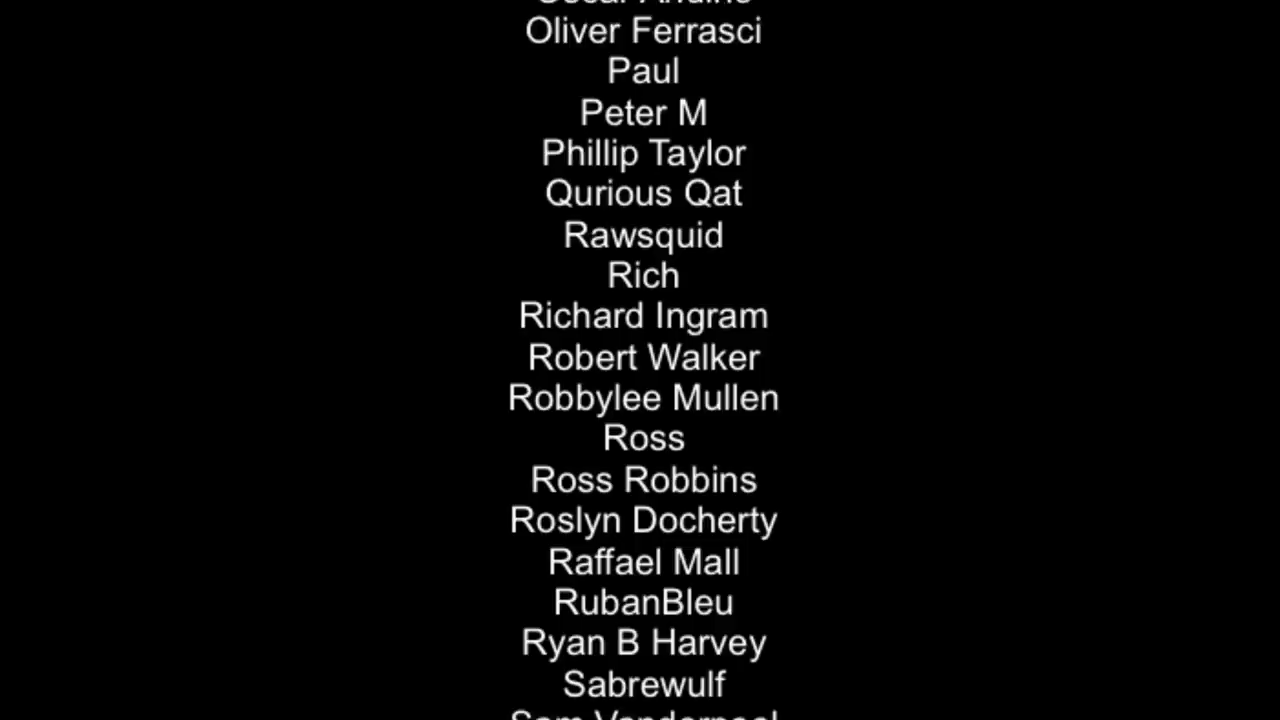 Oliver Ferrasci
Paul
Peter M
Phillip Taylor
Qurious Qat
Rawsquid
Rich
Richard Ingram
Robert Walker
Robbylee Mullen
Ross
Ross Robbins
Roslyn Docherty
Raffael Mall
RubanBleu
Ryan B Harvey
Sabrewulf
Sam